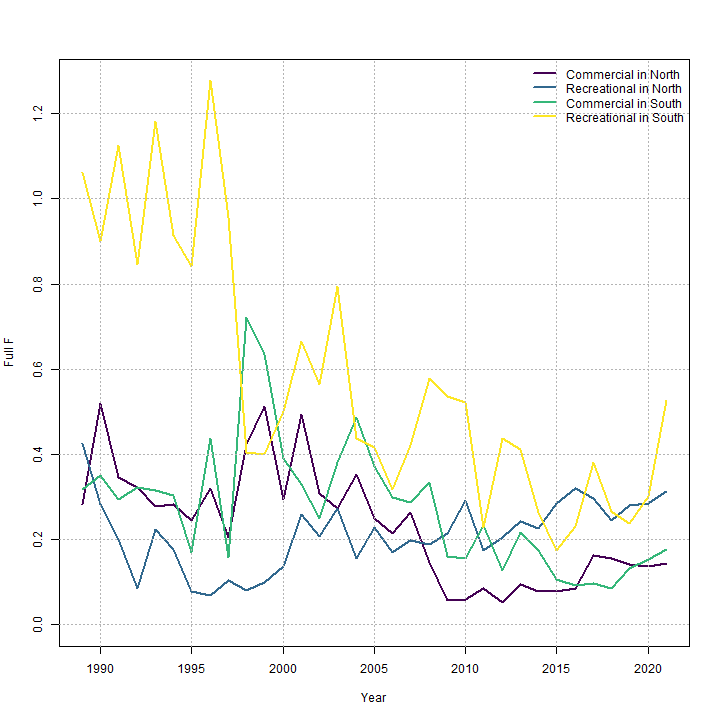 Commercial in North
Recreational in North
Commercial in South
Recreational in South
1.2
1.0
0.8
0.6
0.4
0.2
0.0
Full F
1990 1995 2000 2005 2010 2015 2020
Year